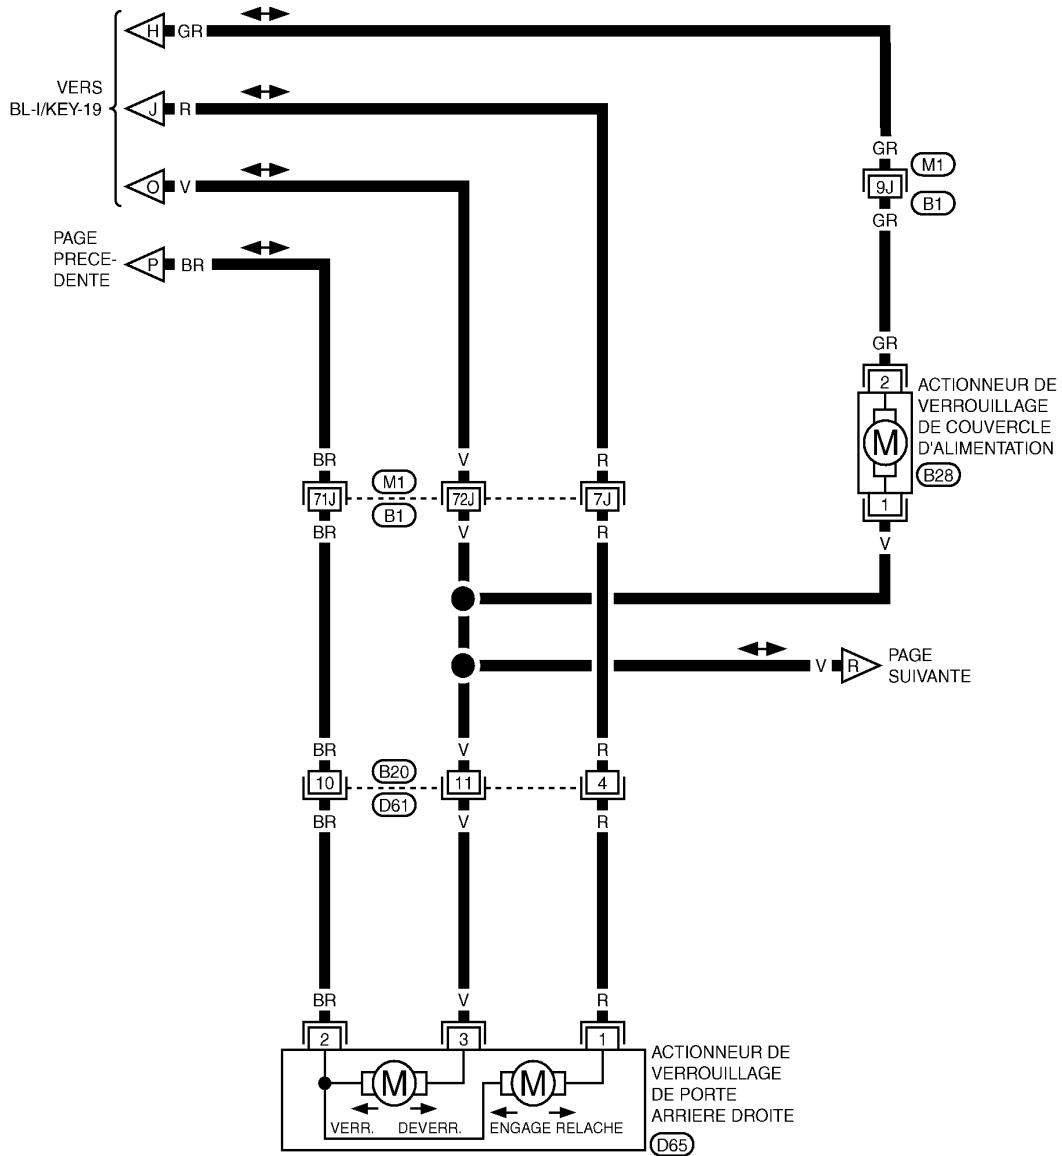 H GR
VERS
BL-I/KEY-19
J R
O V
PAGE
PRECE-
DENTE
P BR
GR
M1
9J
B1
GR
GR
2
ACTIONNEUR DE
VERROUILLAGE
DE COUVERCLE
D'ALIMENTATION
M
B28
1
V
BR V R
M1
71J 72J 7J
B1
BR V R
V R
PAGE
SUIVANTE
BR V R
B20
10 11 4
D61
BR V R
BR V R
2 3 1
ACTIONNEUR DE
VERROUILLAGE
DE PORTE
ARRIERE DROITE
M M
VERR. DEVERR. ENGAGE RELACHE
D65